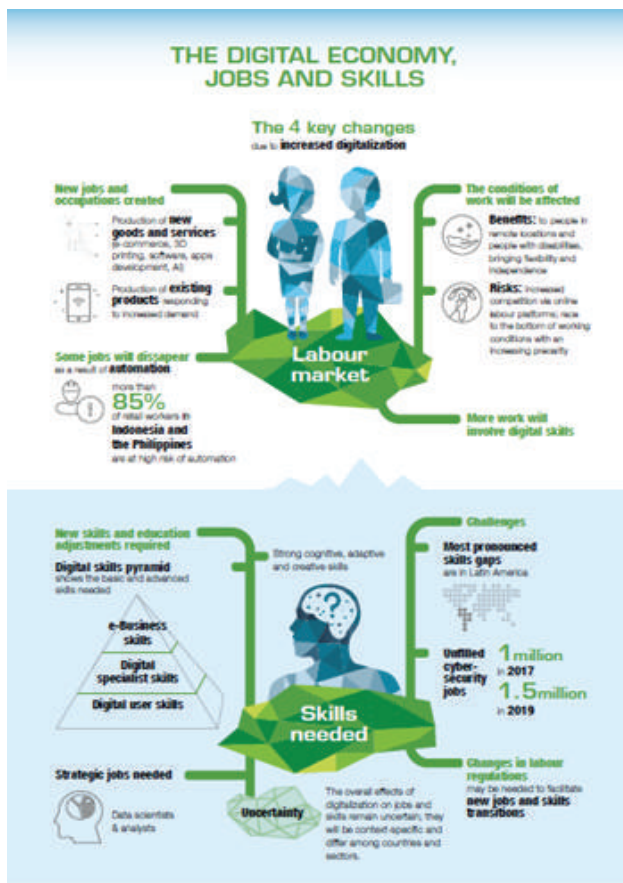 THE DIGITAL ECONOMY,
JOBS AND SKILLS
The 4 key changes
due to increased digitalization
New jobs and
occupations created
Production of new
goods and services
(e-commerce, 3D
printing, software, apps
development, AI)
Production of existing
products responding
to increased demand
Some jobs will dissapear
as a result of automation
more than
85%
of retail workers in
Indonesia and
the Philippines
are at high risk of automation
Labour
market
The conditions of
work will be affected
Benefits: to people in
remote locations and
people with disabilities,
bringing flexibility and
independence
Risks: increased
competition via online
labour platforms; race
to the bottom of working
conditions with an
increasing precarity
More work will
involve digital skills
New skills and education
adjustments required
Digital skills pyramid
shows the basic and advanced
skills needed
e-Business
skills
Digital
specialist skills
Digital user skills
Strong cognitive, adaptive
and creative skills
?
Skills
needed
Challenges
Most pronounced
skills gaps
are in Latin America
Unfilled
cyber-
security
jobs
1 million
in 2017
1.5 million
in 2019
Strategic jobs needed
Data scientists
& analysts
Uncertainty
The overall effects of
digitalization on jobs and
skills remain uncertain; they
will be context-specific and
differ among countries and
sectors.
Changes in labour
regulations
may be needed to facilitate
new jobs and skills
transitions